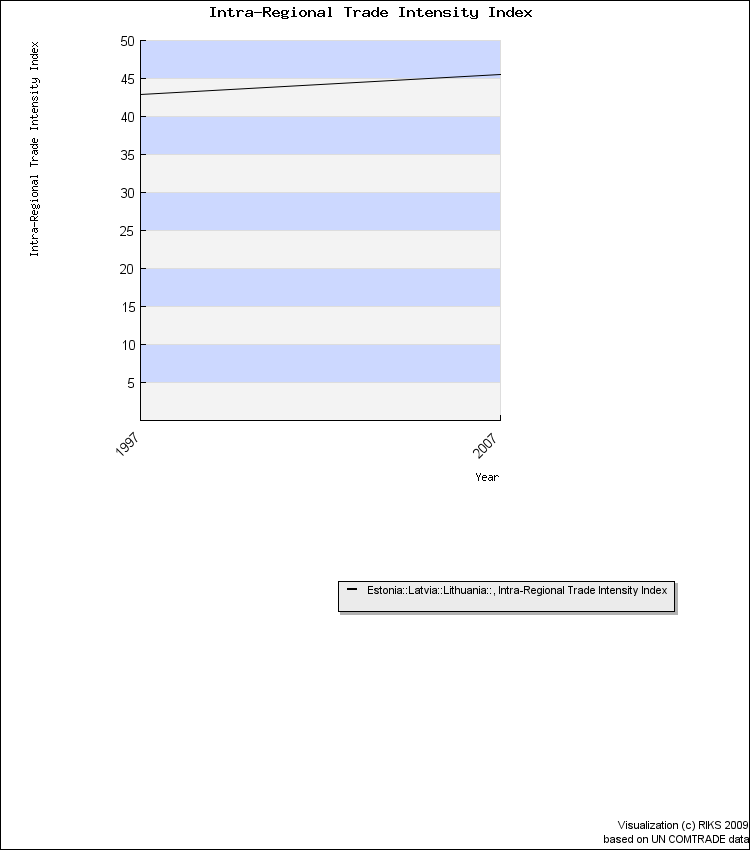 Intra-Regional Trade Intensity Index
Intra-Regional Trade Intensity Index
50
45
40
35
30
25
20
15
10
5
1997
2007
Year
Estonia::Latvia::Lithuania::, Intra-Regional Trade Intensity Index
Visualization (c) RIKS 2009
based on UN COMTRADE data